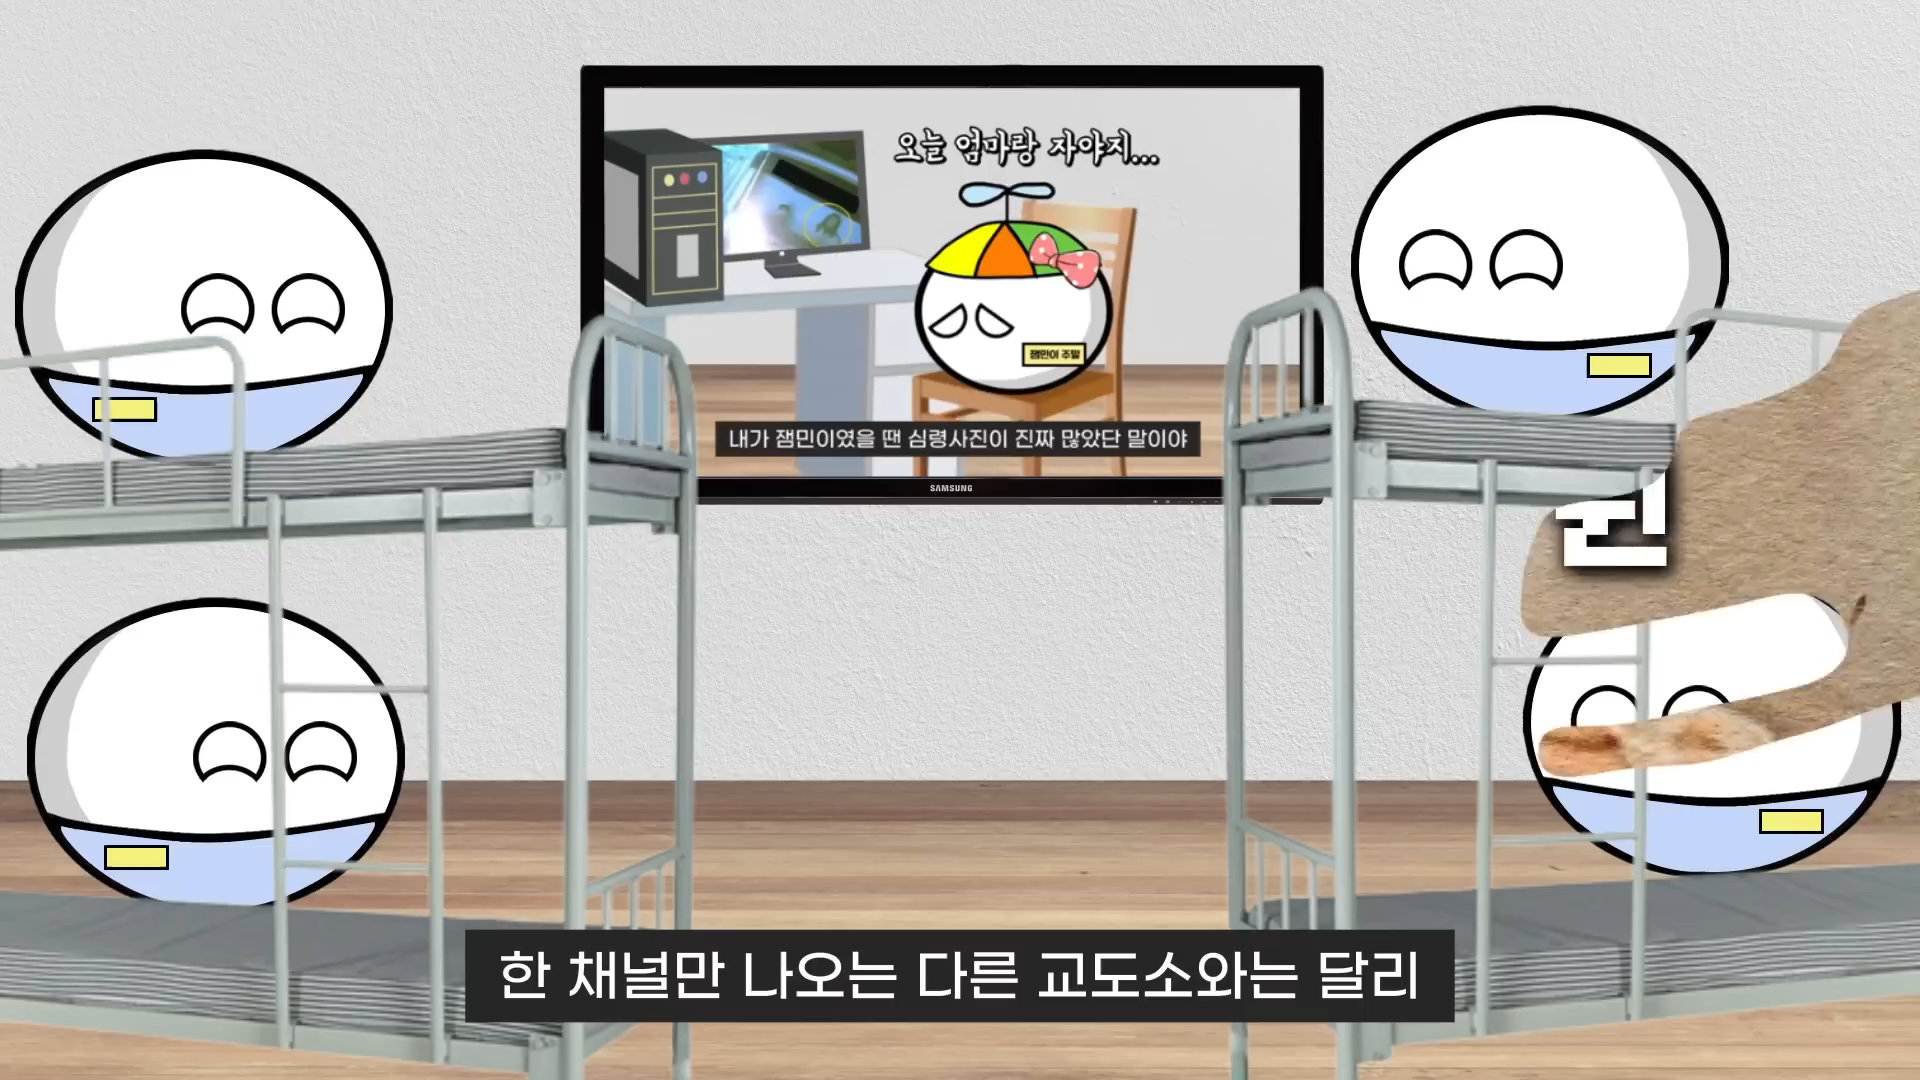 오늘 엄마랑 자야지...
잼민이 주말
내가 잼민이였을 땐 심령사진이 진짜 많았단 말이야
SAMSUNG
한 채널만 나오는 다른 교도소와는 달리